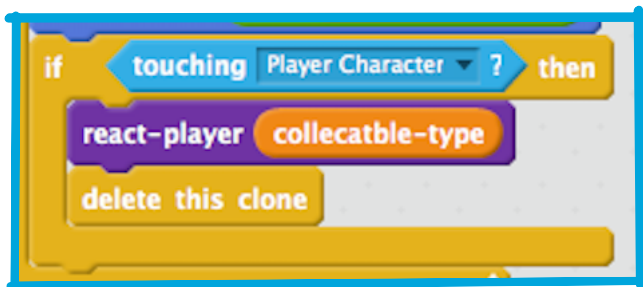 if touching Player Character ? then
react-player collecatble-type
delete this clone